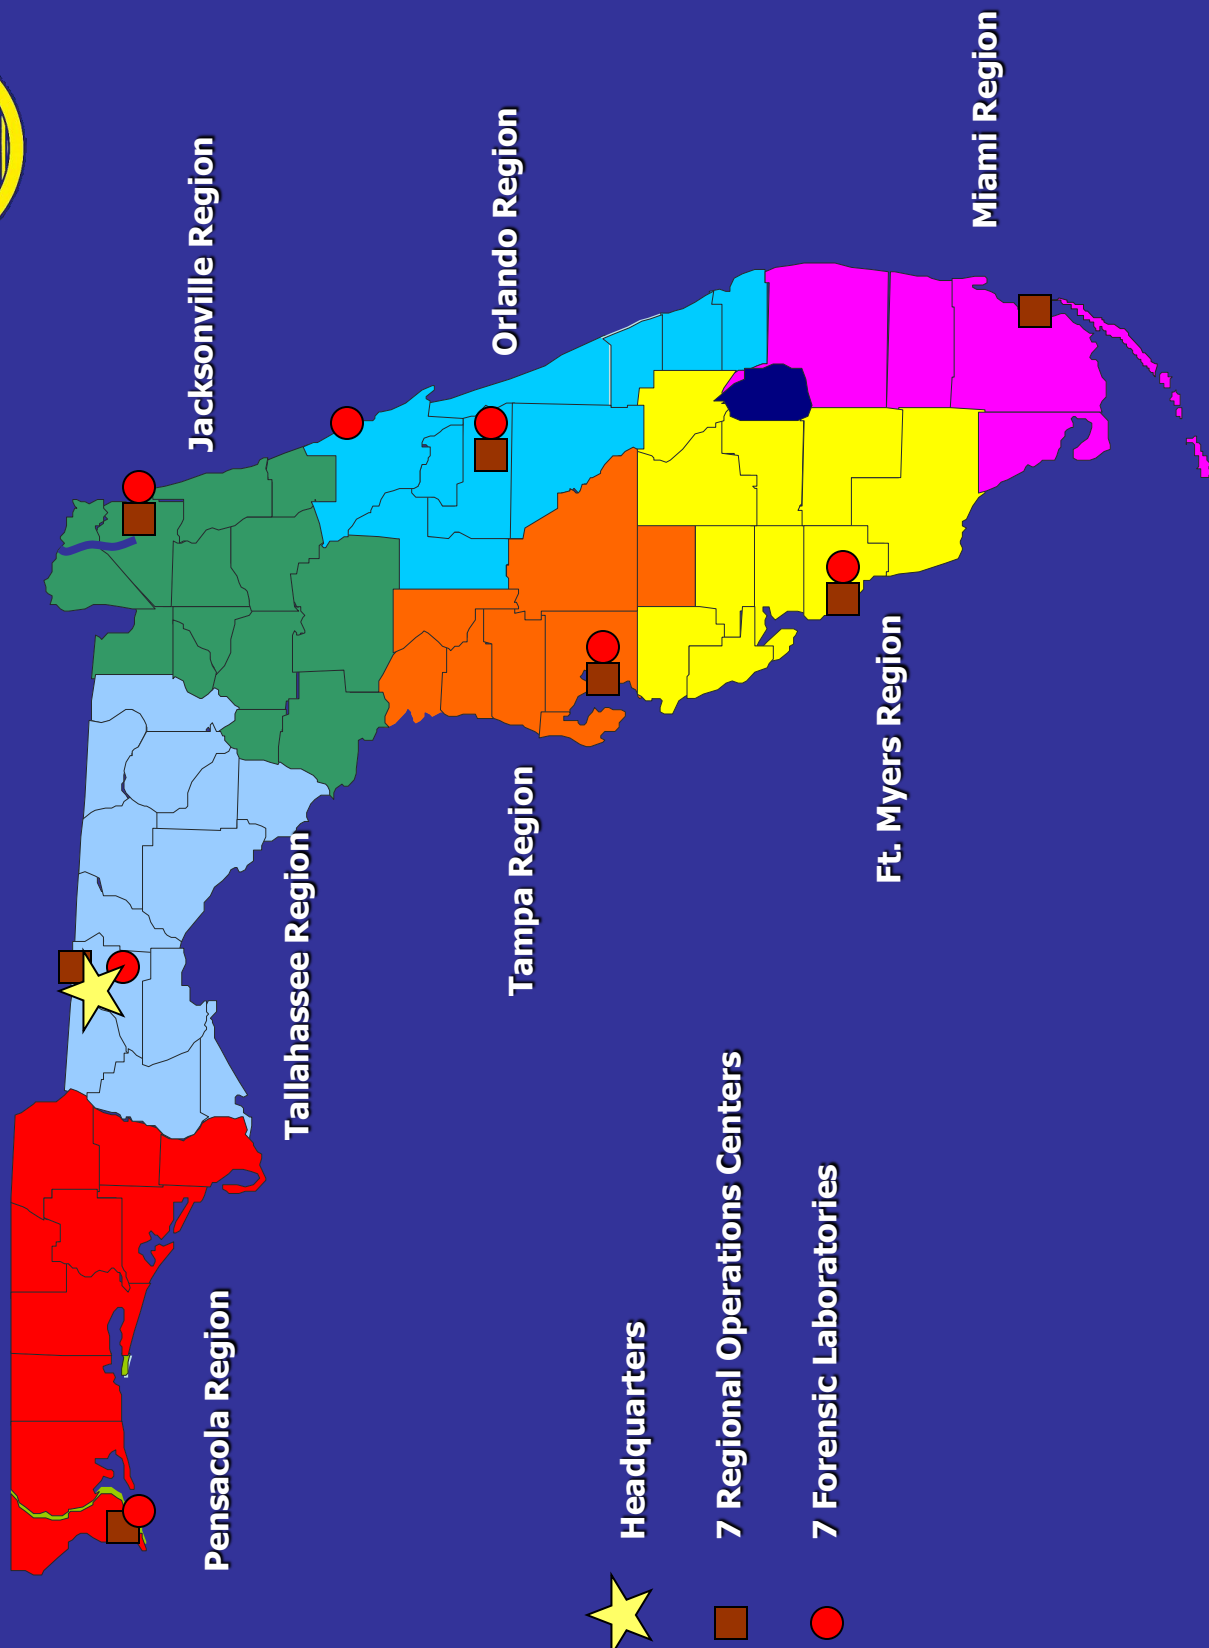 Jacksonville Region
Orlando Region
Miami Region
Tallahassee Region
Tampa Region
Ft. Myers Region
Pensacola Region
Headquarters
7 Regional Operations Centers
7 Forensic Laboratories